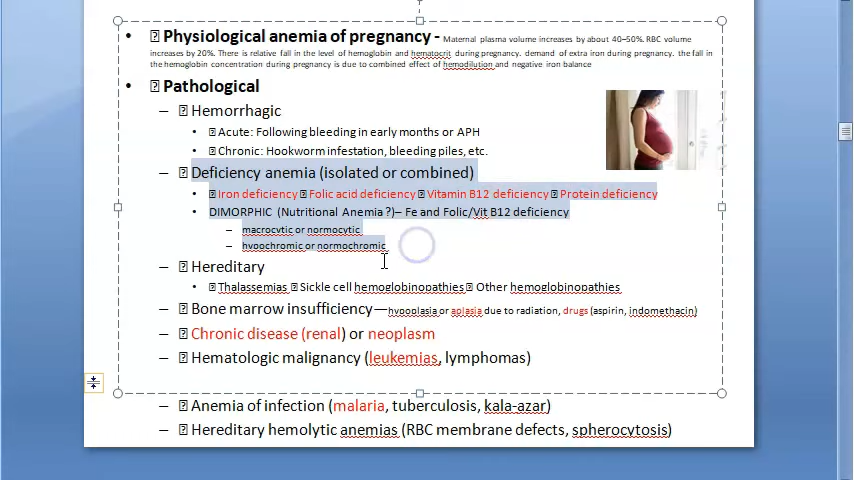 • Physiological anemia of pregnancy - Maternal plasma volume increases by about 40–50%. RBC volume
increases by 20%. There is relative fall in the level of hemoglobin and hematocrit during pregnancy. demand of extra iron during pregnancy. the fall in
the hemoglobin concentration during pregnancy is due to combined effect of hemodilution and negative iron balance
• Pathological
– Hemorrhagic
• Acute: Following bleeding in early months or APH
• Chronic: Hookworm infestation, bleeding piles, etc.
– Deficiency anemia (isolated or combined)
• Iron deficiency Folic acid deficiency Vitamin B12 deficiency Protein deficiency
• DIMORPHIC (Nutritional Anemia?)– Fe and Folic/Vit B12 deficiency
– macrocytic or normocytic
– hypochromic or normochromic
– Hereditary
• Thalassemias Sickle cell hemoglobinopathies Other hemoglobinopathies
– Bone marrow insufficiency—hypoplasia or aplasia due to radiation, drugs (aspirin, indomethacin)
– Chronic disease (renal) or neoplasm
– Hematologic malignancy (leukemias, lymphomas)
– Anemia of infection (malaria, tuberculosis, kala-azar)
– Hereditary hemolytic anemias (RBC membrane defects, spherocytosis)